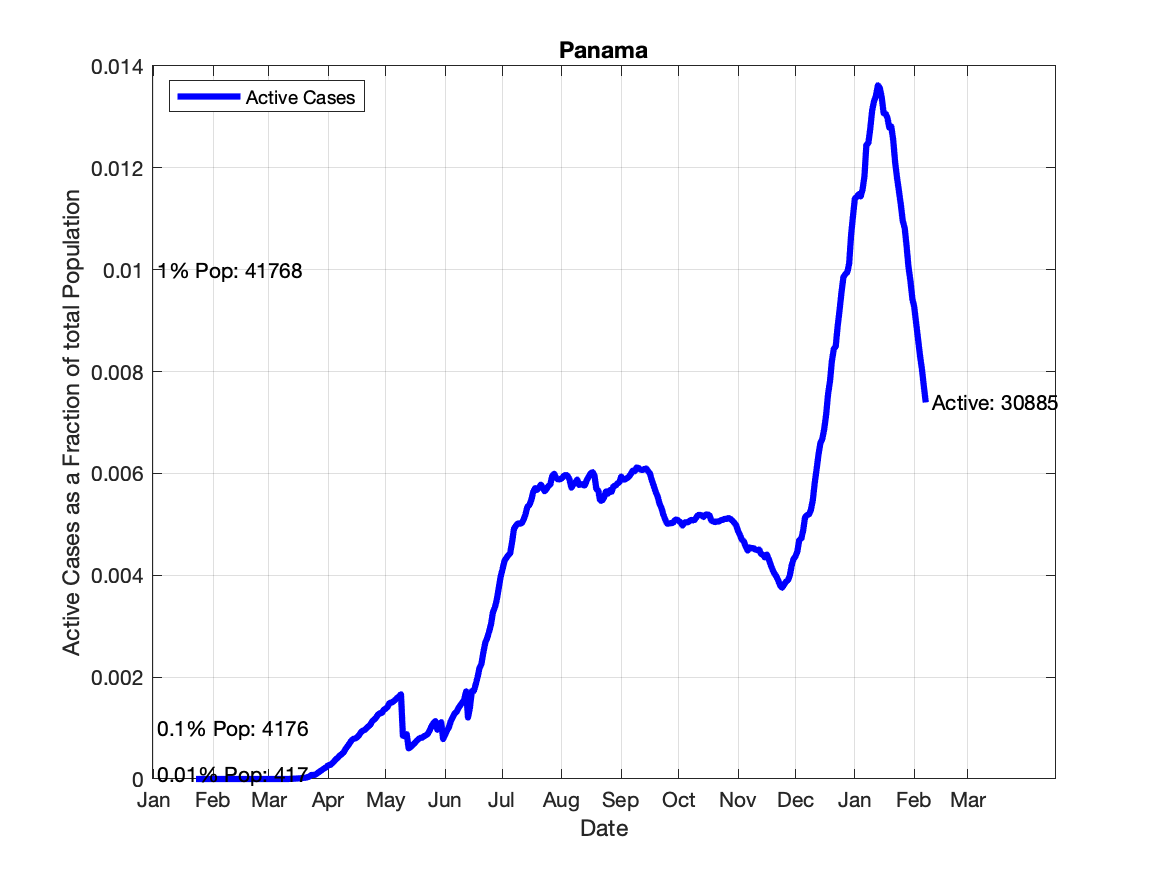 Panama
Active Cases
0.014
0.012
0.01
0.008
0.006
0.004
0.002
0
Active Cases as a Fraction of total Population
1% Pop: 41768
Active: 30885
0.1% Pop: 4176
0.01% Pop: 417
Jan Feb Mar Apr May Jun Jul Aug Sep Oct Nov Dec Jan Feb Mar
Date